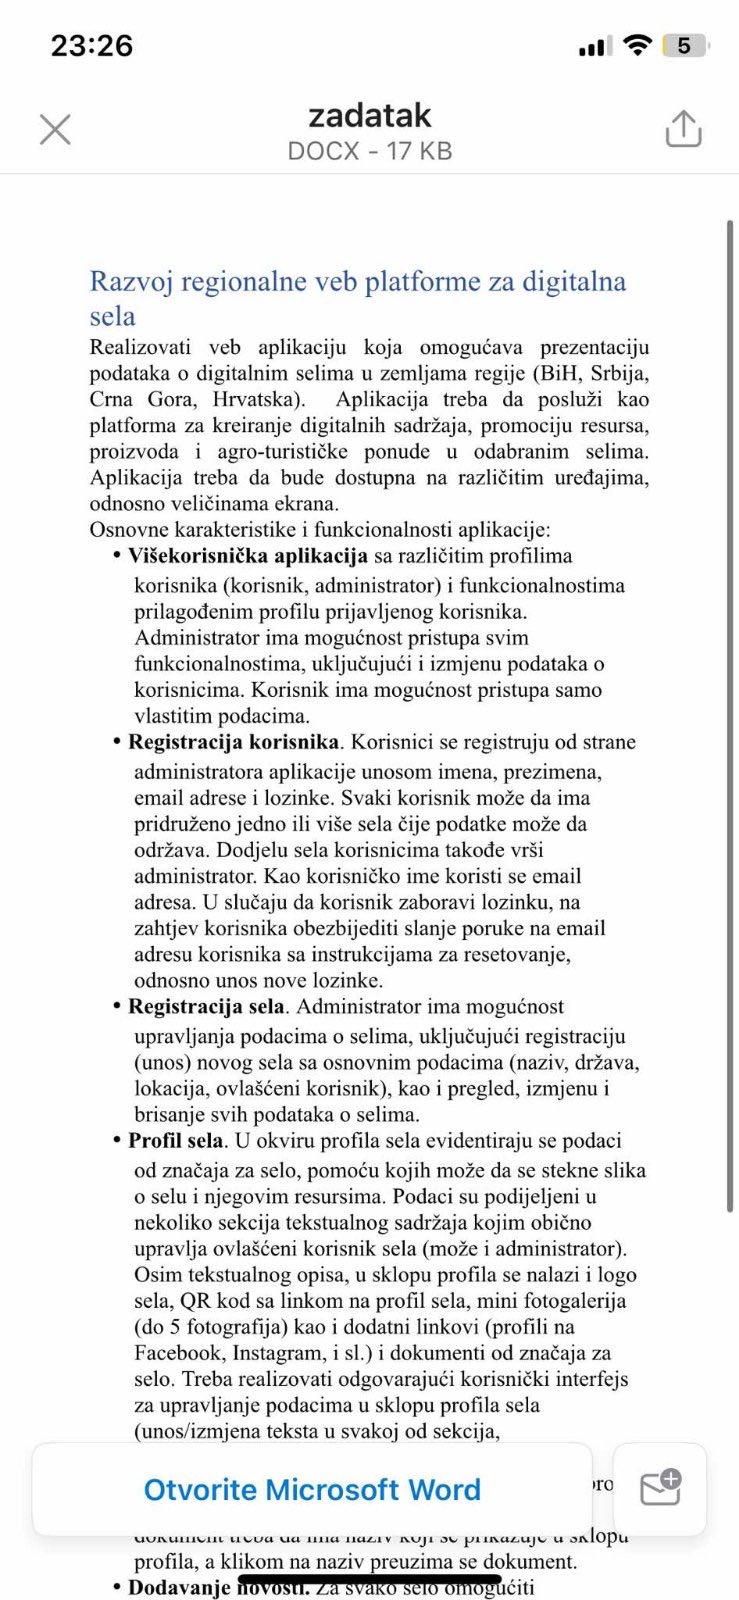 23:26
5
zadatak
DOCX - 17 KB
Razvoj regionalne veb platforme za digitalna
sela
Realizovati veb aplikaciju koja omogućava prezentaciju
podataka o digitalnim selima u zemljama regije (BiH, Srbija,
Crna Gora, Hrvatska). Aplikacija treba da posluži kao
platforma za kreiranje digitalnih sadržaja, promociju resursa,
proizvoda i agro-turističke ponude u odabranim selima.
Aplikacija treba da bude dostupna na različitim uređajima,
odnosno veličinama ekrana.
Osnovne karakteristike i funkcionalnosti aplikacije:
• Višekorisnička aplikacija sa različitim profilima
korisnika (korisnik, administrator) i funkcionalnostima
prilagođenim profilu prijavljenog korisnika.
Administrator ima mogućnost pristupa svim
funkcionalnostima, uključujući i izmjenu podataka o
korisnicima. Korisnik ima mogućnost pristupa samo
vlastitim podacima.
• Registracija korisnika. Korisnici se registruju od strane
administratora aplikacije unosom imena, prezimena,
email adrese i lozinke. Svaki korisnik može da ima
pridruženo jedno ili više sela čije podatke može da
održava. Dodjelu sela korisnicima takođe vrši
administrator. Kao korisničko ime koristi se email
adresa. U slučaju da korisnik zaboravi lozinku, na
zahtjev korisnika obezbijediti slanje poruke na email
adresu korisnika sa instrukcijama za resetovanje,
odnosno unos nove lozinke.
• Registracija sela. Administrator ima mogućnost
upravljanja podacima o selima, uključujući registraciju
(unos) novog sela sa osnovnim podacima (naziv, država,
lokacija, ovlašćeni korisnik), kao i pregled, izmjenu i
brisanje svih podataka o selima.
• Profil sela. U okviru profila sela evidentiraju se podaci
od značaja za selo, pomoću kojih može da se stekne slika
o selu i njegovim resursima. Podaci su podijeljeni u
nekoliko sekcija tekstualnog sadržaja kojim obično
upravlja ovlašćeni korisnik sela (može i administrator).
Osim tekstualnog opisa, u sklopu profila se nalazi i logo
sela, QR kod sa linkom na profil sela, mini fotogalerija
(do 5 fotografija) kao i dodatni linkovi (profili na
Facebook, Instagram, i sl.) i dokumenti od značaja za
selo. Treba realizovati odgovarajući korisnički interfejs
za upravljanje podacima u sklopu profila sela
(unos/izmjena teksta u svakoj od sekcija,
Otvorite Microsoft Word
dokument treba da ima naziv koji se prikazuje u sklopu
profila, a klikom na naziv preuzima se dokument.
• Dodavanje novosti. Za svako selo omogućiti